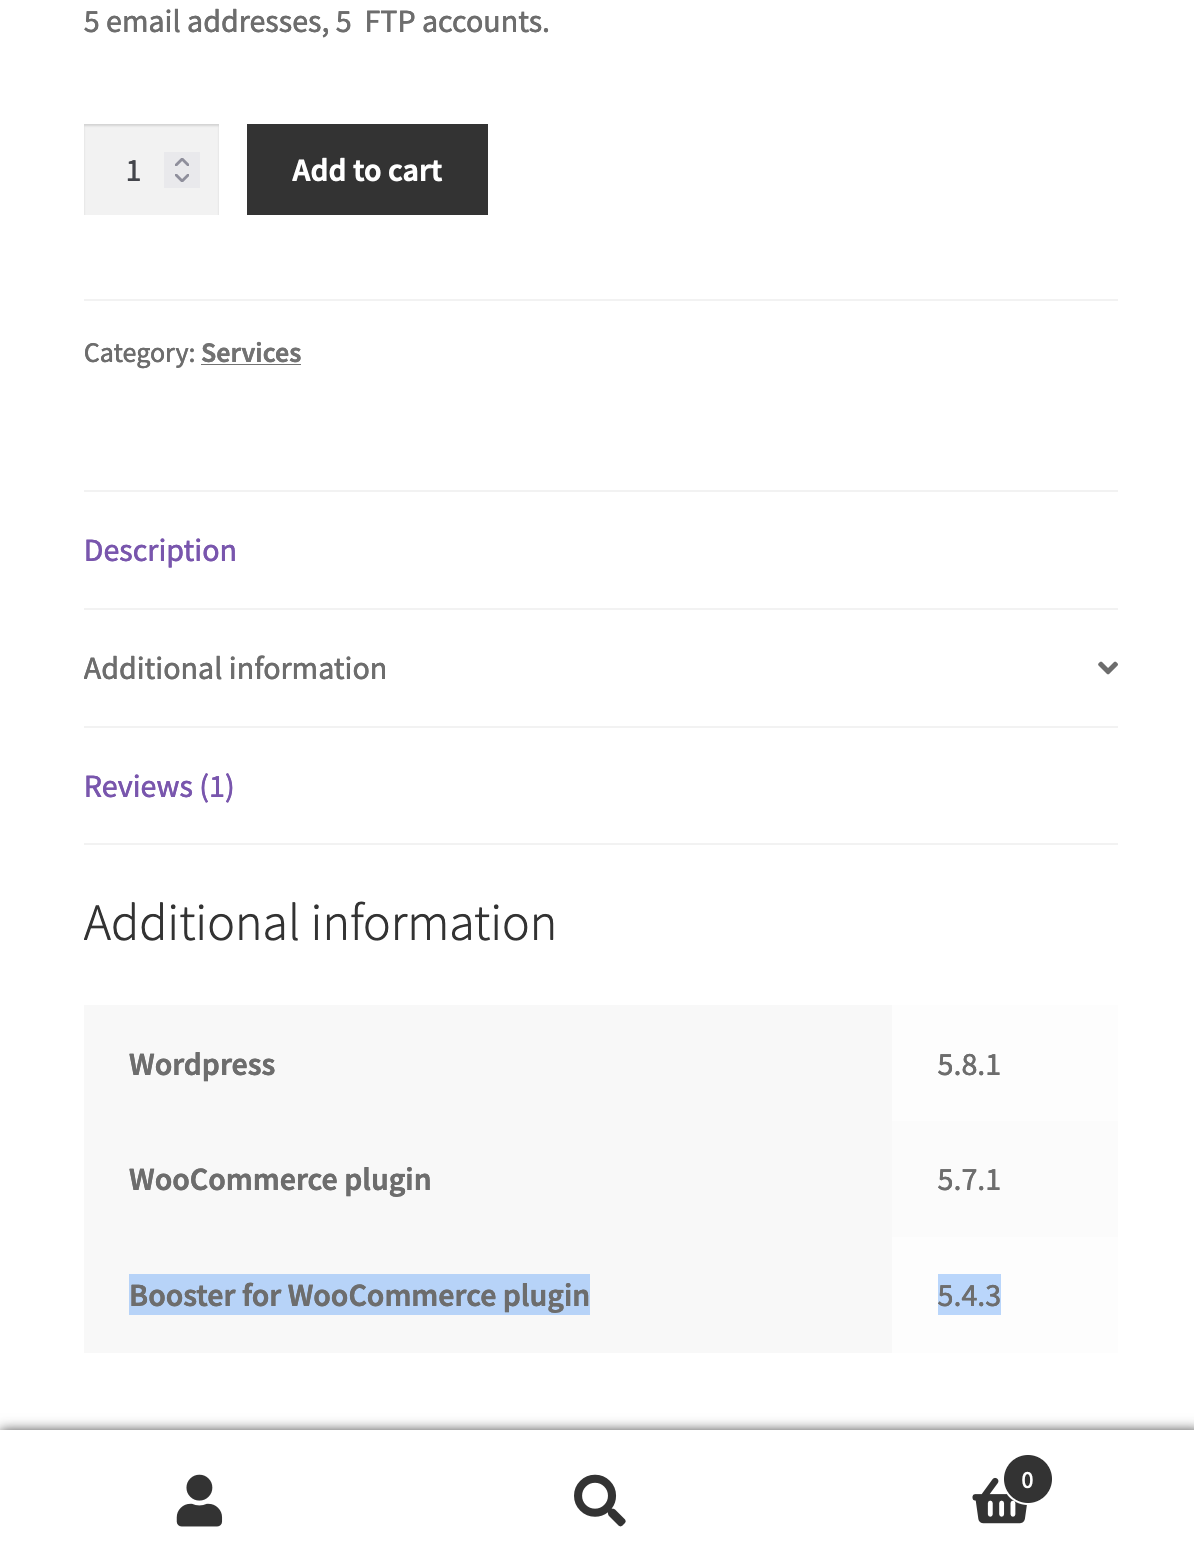 5 email addresses, 5  FTP accounts.
1
Add to cart
Category: Services
Description
Additional information
Reviews (1)
Additional information
Wordpress 5.8.1
WooCommerce plugin 5.7.1
Booster for WooCommerce plugin 5.4.3
0